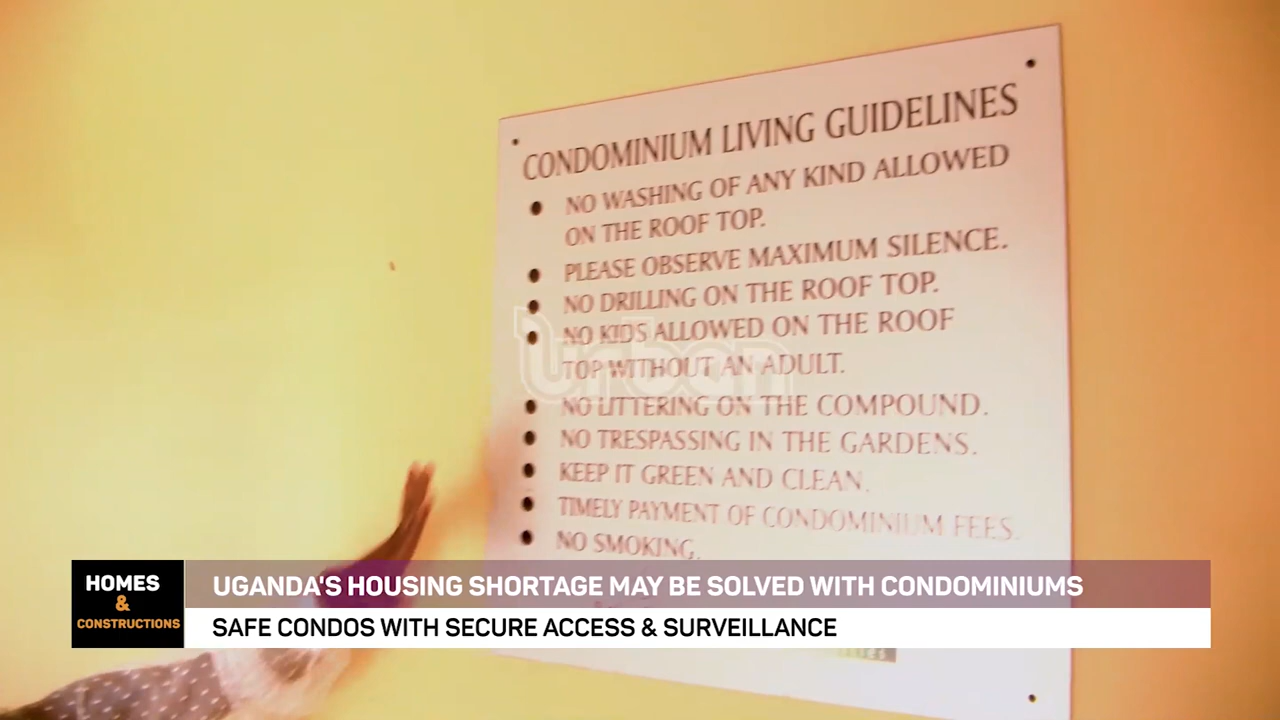 CONDOMINIUM LIVING GUIDELINES
NO WASHING OF ANY KIND ALLOWED
ON THE ROOF TOP.
PLEASE OBSERVE MAXIMUM SILENCE.
NO DRILLING ON THE ROOF TOP.
NO KIDS ALLOWED ON THE ROOF
TOP WITHOUT AN ADULT.
NO LITTERING ON THE COMPOUND.
NO TRESPASSING IN THE GARDENS.
KEEP IT GREEN AND CLEAN.
TIMELY PAYMENT OF CONDOMINIUM FEES.
NO SMOKING.
urban
HOMES
&
CONSTRUCTIONS
UGANDA'S HOUSING SHORTAGE MAY BE SOLVED WITH CONDOMINIUMS
SAFE CONDOS WITH SECURE ACCESS & SURVEILLANCE